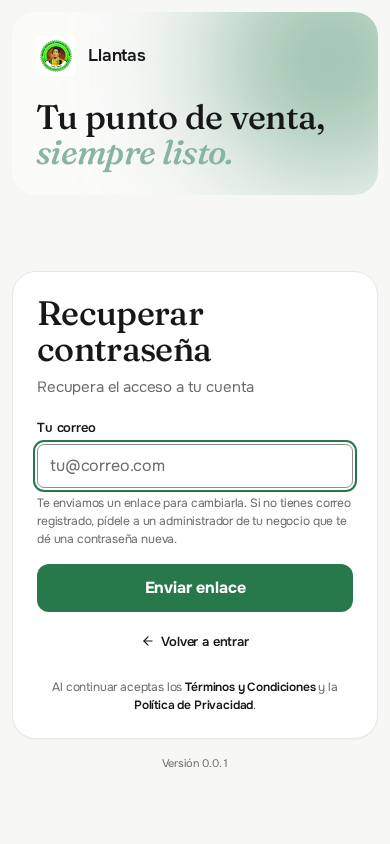 Llantas
Tu punto de venta,
siempre listo.
Recuperar
contraseña
Recupera el acceso a tu cuenta
Tu correo
tu@correo.com
Te enviamos un enlace para cambiarla. Si no tienes correo
registrado, pídele a un administrador de tu negocio que te
dé una contraseña nueva.
Enviar enlace
← Volver a entrar
Al continuar aceptas los Términos y Condiciones y la
Política de Privacidad.
Versión 0.0.1